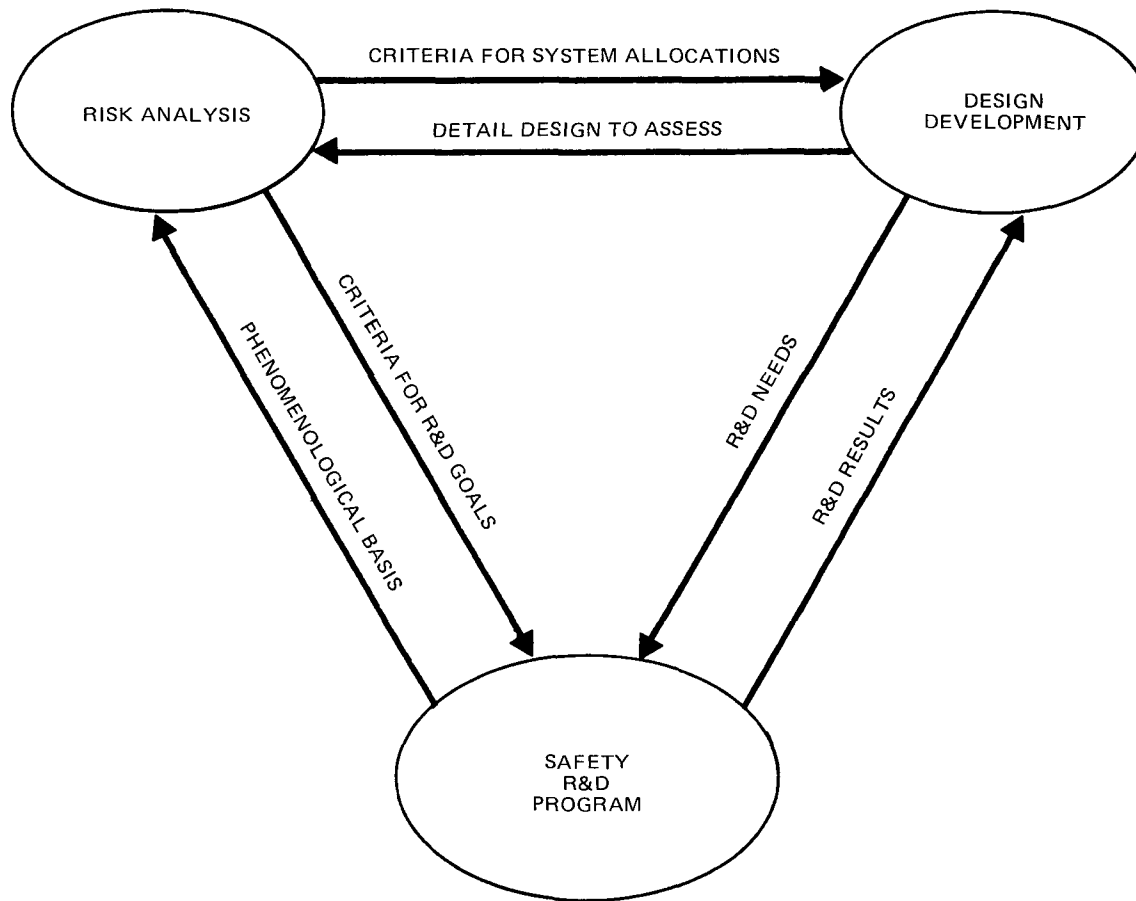 CRITERIA FOR SYSTEM ALLOCATIONS
RISK ANALYSIS
DESIGN
DEVELOPMENT
DETAIL DESIGN TO ASSESS
CRITERIA FOR R&D GOALS
PHENOMENOLOGICAL BASIS
R&D NEEDS
R&D RESULTS
SAFETY
R&D
PROGRAM